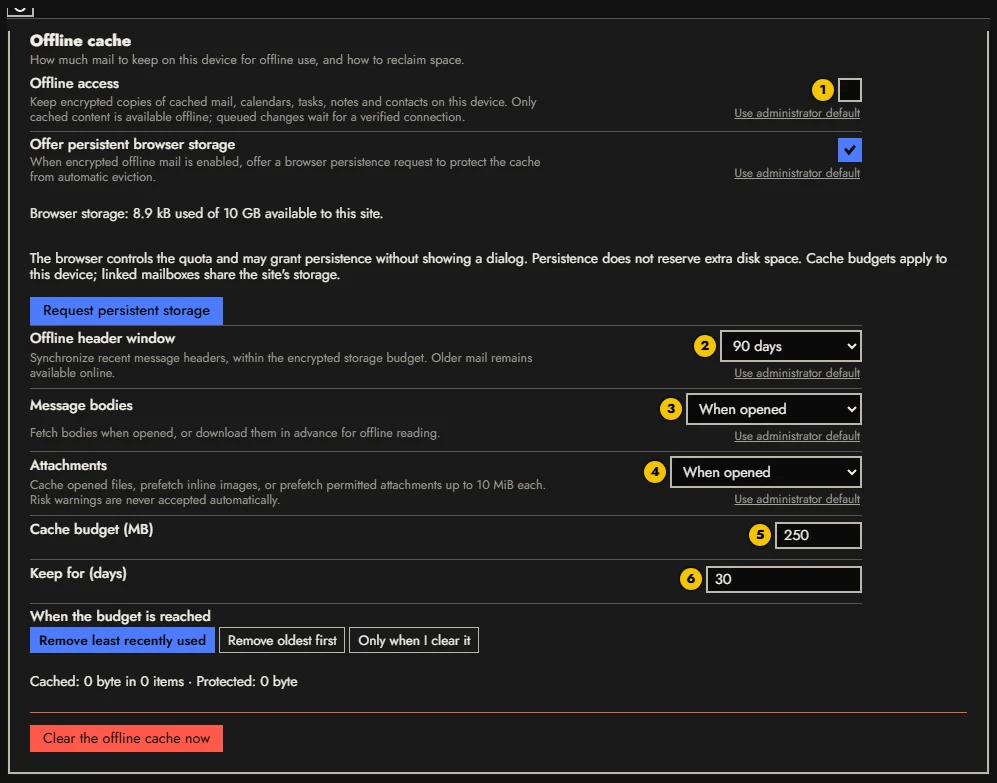 Offline cache
How much mail to keep on this device for offline use, and how to reclaim space.
Offline access
Keep encrypted copies of cached mail, calendars, tasks, notes and contacts on this device. Only
cached content is available offline; queued changes wait for a verified connection.
1
Use administrator default
Offer persistent browser storage
When encrypted offline mail is enabled, offer a browser persistence request to protect the cache
from automatic eviction.
Use administrator default
Browser storage: 8.9 kB used of 10 GB available to this site.
The browser controls the quota and may grant persistence without showing a dialog. Persistence does not reserve extra disk space. Cache budgets apply to
this device; linked mailboxes share the site's storage.
Request persistent storage
Offline header window
Synchronize recent message headers, within the encrypted storage budget. Older mail remains
available online.
2 90 days
Use administrator default
Message bodies
Fetch bodies when opened, or download them in advance for offline reading.
3 When opened
Use administrator default
Attachments
Cache opened files, prefetch inline images, or prefetch permitted attachments up to 10 MiB each.
Risk warnings are never accepted automatically.
4 When opened
Use administrator default
Cache budget (MB)
5 250
Keep for (days)
6 30
When the budget is reached
Remove least recently used Remove oldest first Only when I clear it
Cached: 0 byte in 0 items · Protected: 0 byte
Clear the offline cache now